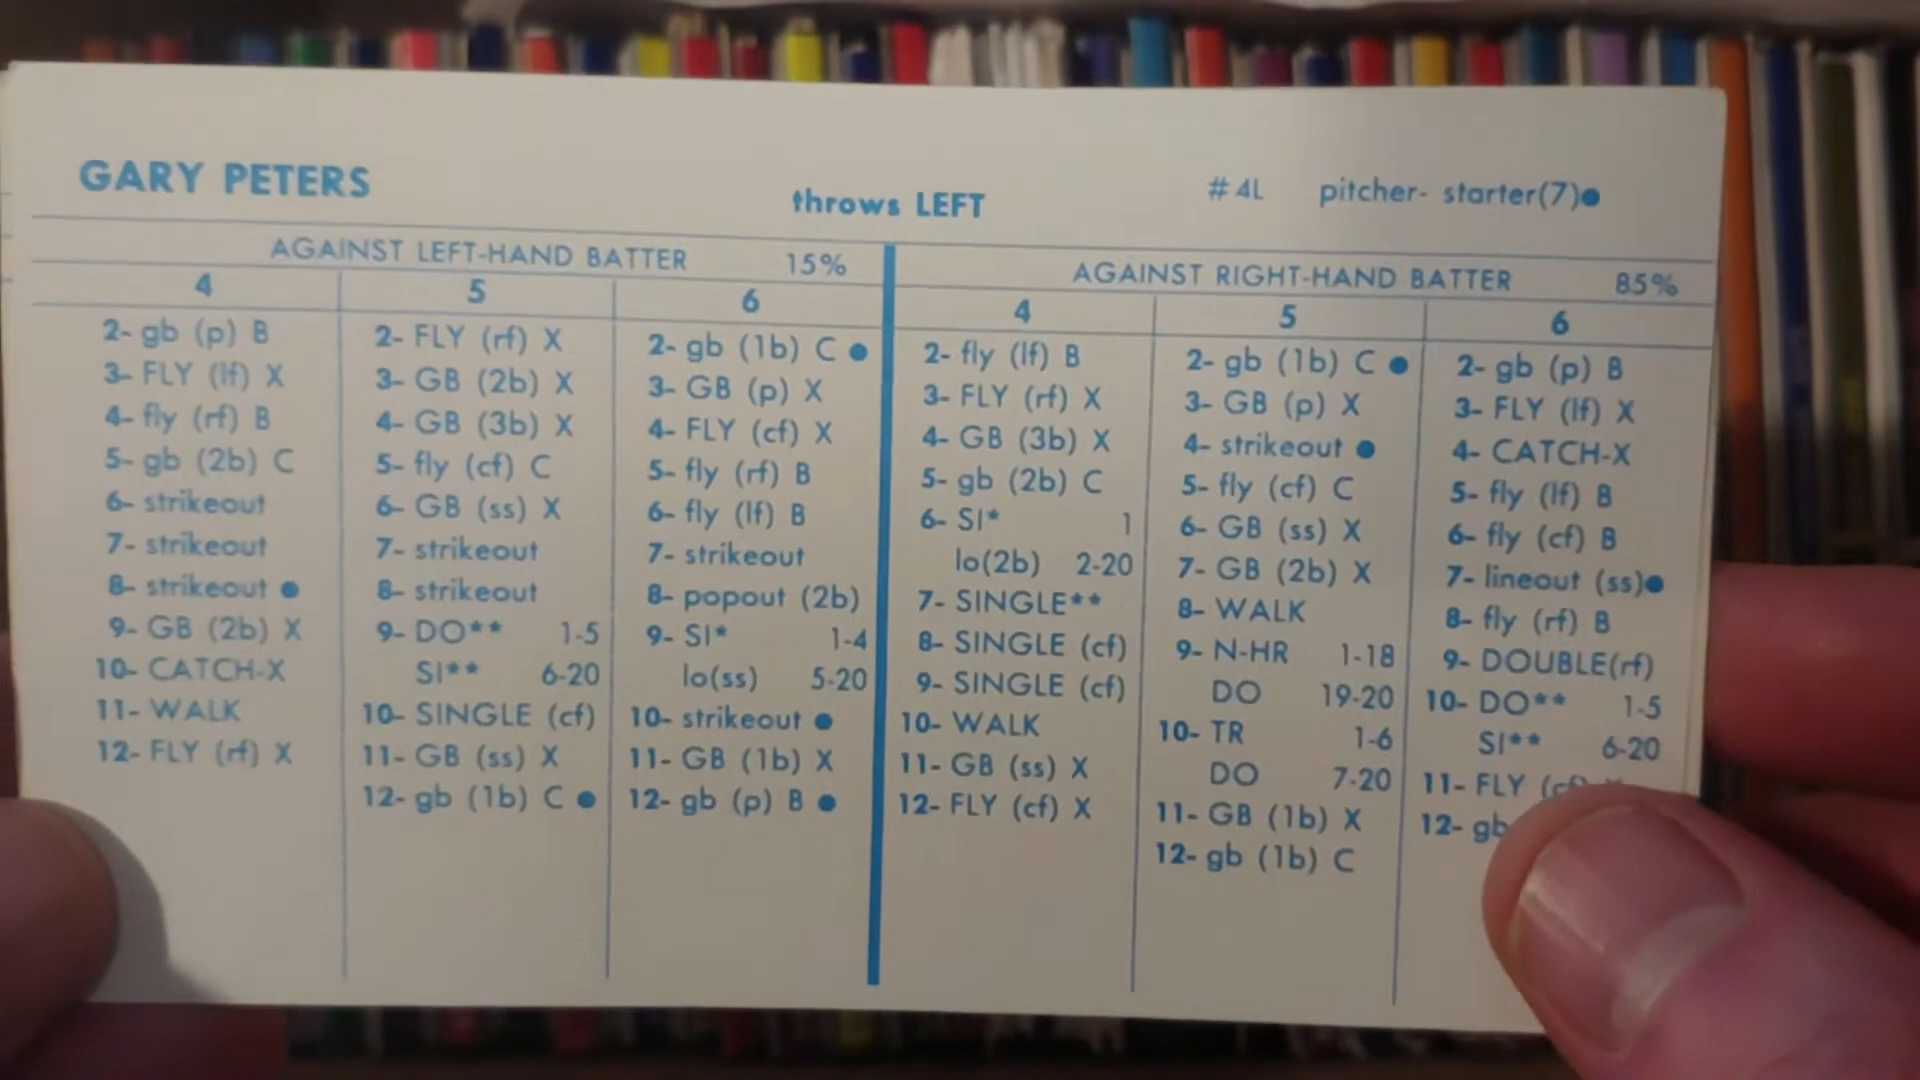 GARY PETERS
throws LEFT
#4L pitcher- starter(7)●
AGAINST LEFT-HAND BATTER 15%
4
2- gb (p) B
3- FLY (lf) X
4- fly (rf) B
5- gb (2b) C
6- strikeout
7- strikeout
8- strikeout ●
9- GB (2b) X
10- CATCH-X
11- WALK
12- FLY (rf) X
5
2- FLY (rf) X
3- GB (2b) X
4- GB (3b) X
5- fly (cf) C
6- GB (ss) X
7- strikeout
8- strikeout
9- DO** 1-5
SI** 6-20
10- SINGLE (cf)
11- GB (ss) X
12- gb (1b) C ●
6
2- gb (1b) C ●
3- GB (p) X
4- FLY (cf) X
5- fly (rf) B
6- fly (lf) B
7- strikeout
8- popout (2b)
9- SI* 1-4
lo(ss) 5-20
10- strikeout ●
11- GB (1b) X
12- gb (p) B ●
AGAINST RIGHT-HAND BATTER 85%
4
2- fly (lf) B
3- FLY (rf) X
4- GB (3b) X
5- gb (2b) C
6- SI* 1
lo(2b) 2-20
7- SINGLE**
8- SINGLE (cf)
9- SINGLE (cf)
10- WALK
11- GB (ss) X
12- FLY (cf) X
5
2- gb (1b) C ●
3- GB (p) X
4- strikeout ●
5- fly (cf) C
6- GB (ss) X
7- GB (2b) X
8- WALK
9- N-HR 1-18
DO 19-20
10- TR 1-6
DO 7-20
11- GB (1b) X
12- gb (1b) C
6
2- gb (p) B
3- FLY (lf) X
4- CATCH-X
5- fly (lf) B
6- fly (cf) B
7- lineout (ss)●
8- fly (rf) B
9- DOUBLE(rf)
10- DO** 1-5
SI** 6-20
11- FLY
12- gb